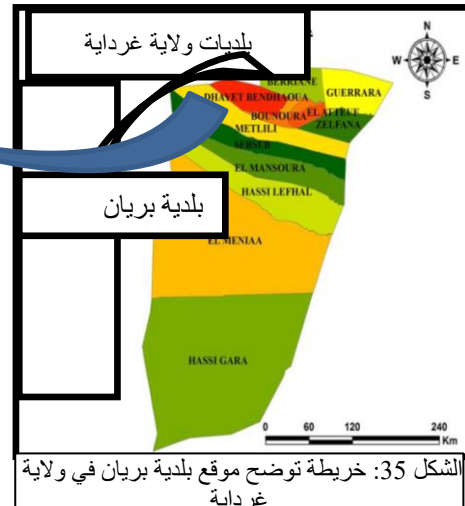 بلديات ولاية غرداية
N
W E
S
BERRIANE
GUERRARA
DHAYET BENDHAOUA
BOUNOURA EL ATTEUF
ZELFANA
METLILI
SEBSEB
EL MANSOURA
HASSI LEFHAL
بلدية بريان
EL MENIAA
HASSI GARA
0 60 120 240
Km
الشكل 35: خريطة توضح موقع بلدية بريان في ولاية
غرداية